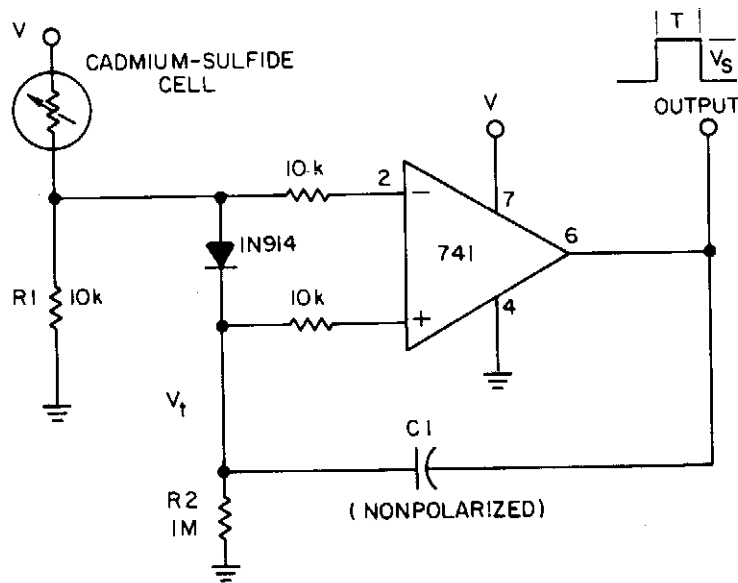 V
CADMIUM-SULFIDE
CELL
T
Vs
OUTPUT
V
10k
2
−
7
1N914
741
6
R1
10k
10k
+
4
Vt
C1
R2
1M
(NONPOLARIZED)